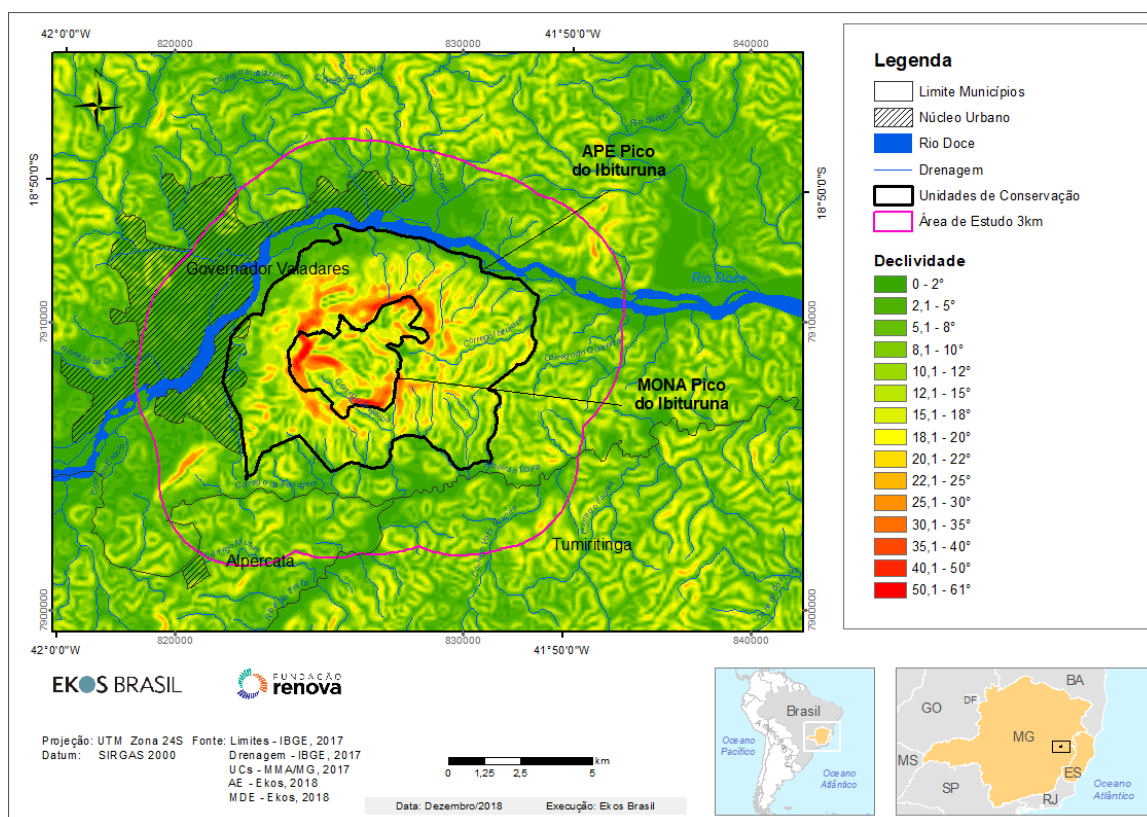 42°0'0"W
820000
830000
41°50'0"W
840000
18°50'0"S
18°50'0"S
7910000
7910000
7900000
7900000
42°0'0"W
820000
830000
41°50'0"W
840000
N
APE Pico
do Ibituruna
Governador Valadares
Rio Doce
MONA Pico
do Ibituruna
Tumiritinga
Alpercata
Legenda
Limite Municípios
Núcleo Urbano
Rio Doce
Drenagem
Unidades de Conservação
Área de Estudo 3km
Declividade
0 - 2°
2,1 - 5°
5,1 - 8°
8,1 - 10°
10,1 - 12°
12,1 - 15°
15,1 - 18°
18,1 - 20°
20,1 - 22°
22,1 - 25°
25,1 - 30°
30,1 - 35°
35,1 - 40°
40,1 - 50°
50,1 - 61°
EKOS BRASIL
FUNDAÇÃO
renova
Projeção: UTM Zona 24S
Datum: SIRGAS 2000
Fonte: Limites - IBGE, 2017
Drenagem - IBGE, 2017
UCs - MMA/MG, 2017
AE - Ekos, 2018
MDE - Ekos, 2018
0 1,25 2,5 5 km
Data: Dezembro/2018 Execução: Ekos Brasil
Brasil
América do Sul
Oceano
Pacífico
Oceano
Atlântico
BA
DF
GO
MG
MS
ES
SP
RJ
Oceano
Atlântico